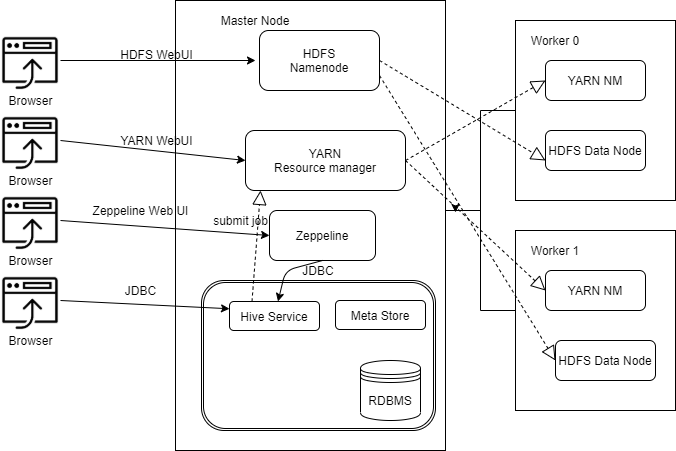 Master Node
HDFS WebUI
HDFS
Namenode
Browser
YARN WebUI
YARN
Resource manager
Browser
Zeppeline Web UI
submit job
Zeppeline
Browser
JDBC
JDBC
Hive Service
Meta Store
Browser
RDBMS
Worker 0
YARN NM
HDFS Data Node
Worker 1
YARN NM
HDFS Data Node